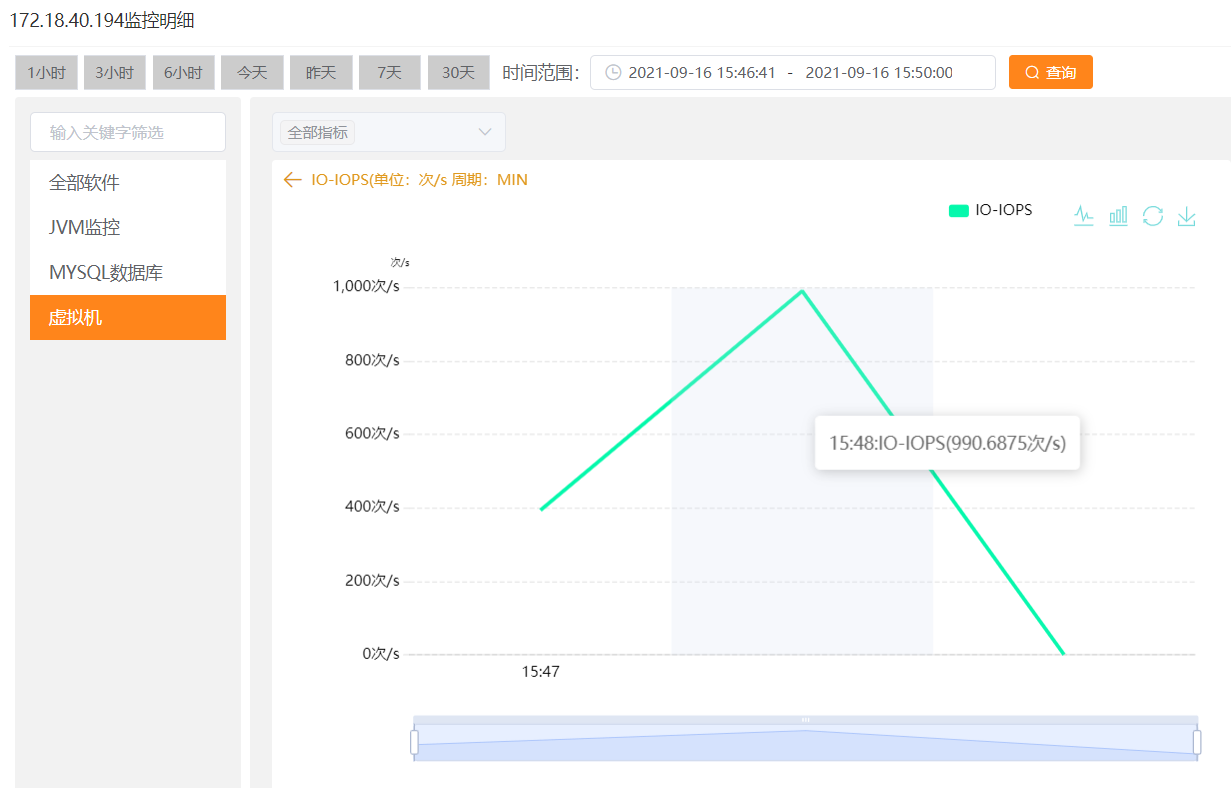 172.18.40.194监控明细
1小时 3小时 6小时 今天 昨天 7天 30天 时间范围： 2021-09-16 15:46:41 - 2021-09-16 15:50:00 查询
输入关键字筛选
全部软件
JVM监控
MYSQL数据库
虚拟机
全部指标
IO-IOPS(单位：次/s 周期：MIN
IO-IOPS
次/s
1,000次/s
800次/s
600次/s
400次/s
200次/s
0次/s
15:48:IO-IOPS(990.6875次/s)
15:47